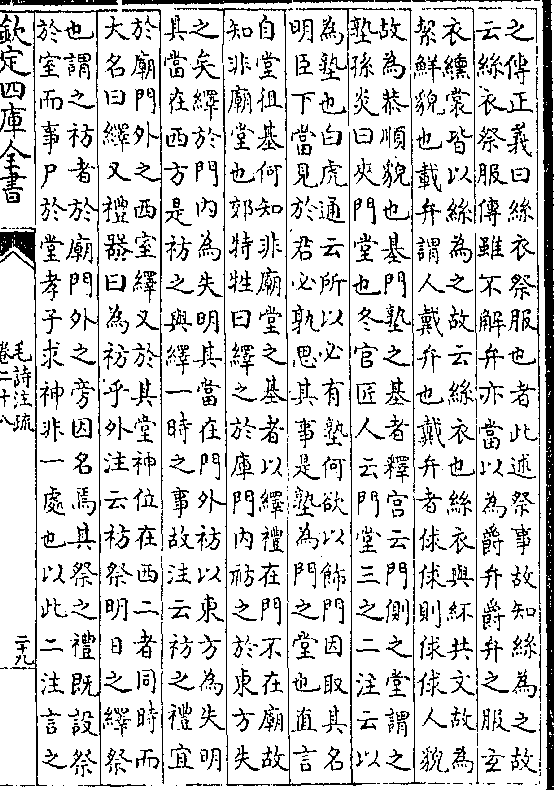 之傳正義曰絲衣祭服也者此述祭事故知絲為之故
云絲衣祭服傳雖不解弁亦當以為爵弁爵弁之服玄
衣纁裳皆以絲為之故云絲衣也絲衣與紑共文故為
絜鮮貌也載弁謂人戴弁也戴弁者俅俅則俅俅人貌
故為恭順貌也基門塾之基者釋宮云門側之堂謂之
塾孫炎曰夾門堂也冬官匠人云門堂三之二注云以
為塾也白虎通云所以必有塾何欲以飾門因取其名
明臣下當見於君必孰思其事是塾為門之堂也直言
自堂徂基何知非廟堂之基者以繹禮在門不在廟故
知非廟堂也郊特牲曰繹之於庫門內祊之於東方失
之矣繹於門內為失明其當在門外祊以東方為失明
其當在西方是祊之與繹一時之事故注云祊之禮宜
於廟門外之西室繹又於其堂神位在西二者同時而
大名曰繹又禮器曰為祊乎外注云祊祭明日之繹祭
也謂之祊者於廟門外之旁因名焉其祭之禮既設祭
於室而事尸於堂孝子求神非一處也以此二注言之
欽定四庫全書
毛詩注疏
卷二十八
二十九